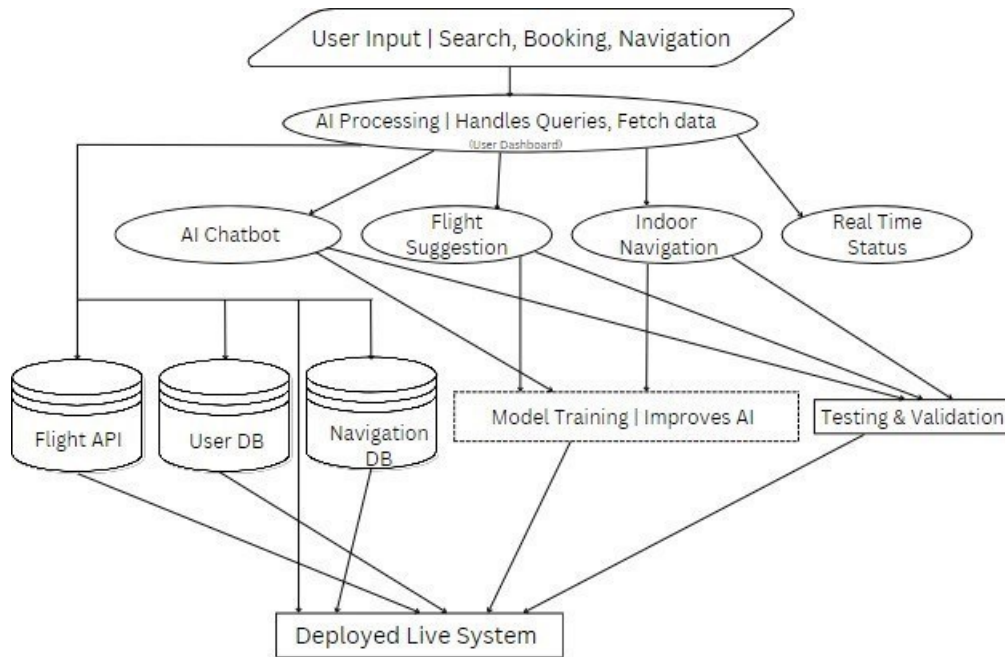 User Input | Search, Booking, Navigation
AI Processing | Handles Queries, Fetch data
(User Dashboard)
AI Chatbot
Flight
Suggestion
Indoor
Navigation
Real Time
Status
Flight API
User DB
Navigation
DB
Model Training | Improves AI
Testing & Validation
Deployed Live System